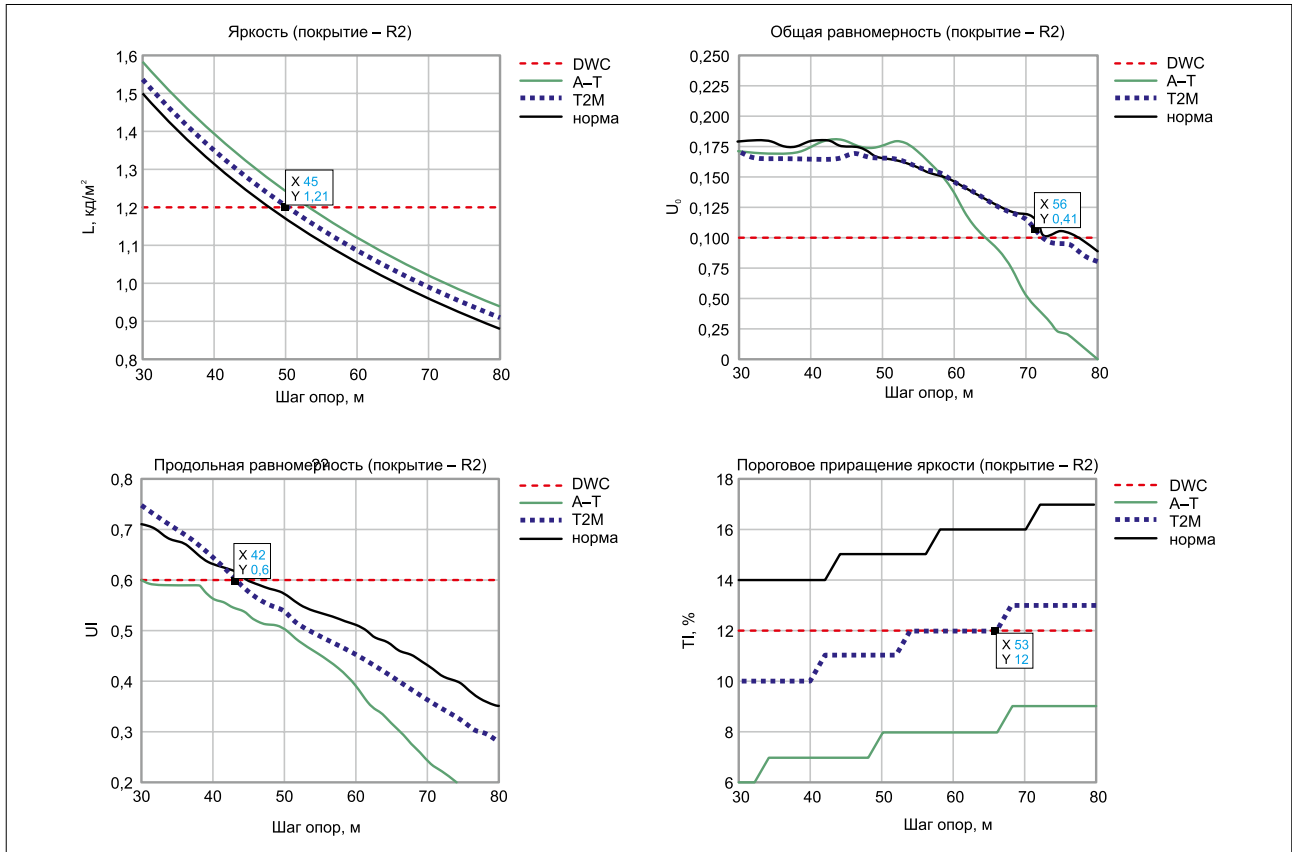 Яркость (покрытие – R2)
L, кд/м²
1,6
1,5
1,4
1,3
1,2
1,1
1,0
0,9
0,8
30 40 50 60 70 80
Шаг опор, м
X 45
Y 1,21
DWC
A–T
T2M
норма
Общая равномерность (покрытие – R2)
U₀
0,250
0,225
0,200
0,175
0,150
0,125
0,100
0,75
0,50
0,25
0
30 40 50 60 70 80
Шаг опор, м
X 56
Y 0,41
DWC
A–T
T2M
норма
Продольная равномерность (покрытие – R2)
??
UI
0,8
0,7
0,6
0,5
0,4
0,3
0,2
30 40 50 60 70 80
Шаг опор, м
X 42
Y 0,6
DWC
A–T
T2M
норма
Пороговое приращение яркости (покрытие – R2)
TI, %
18
16
14
12
10
8
6
30 40 50 60 70 80
Шаг опор, м
X 53
Y 12
DWC
A–T
T2M
норма